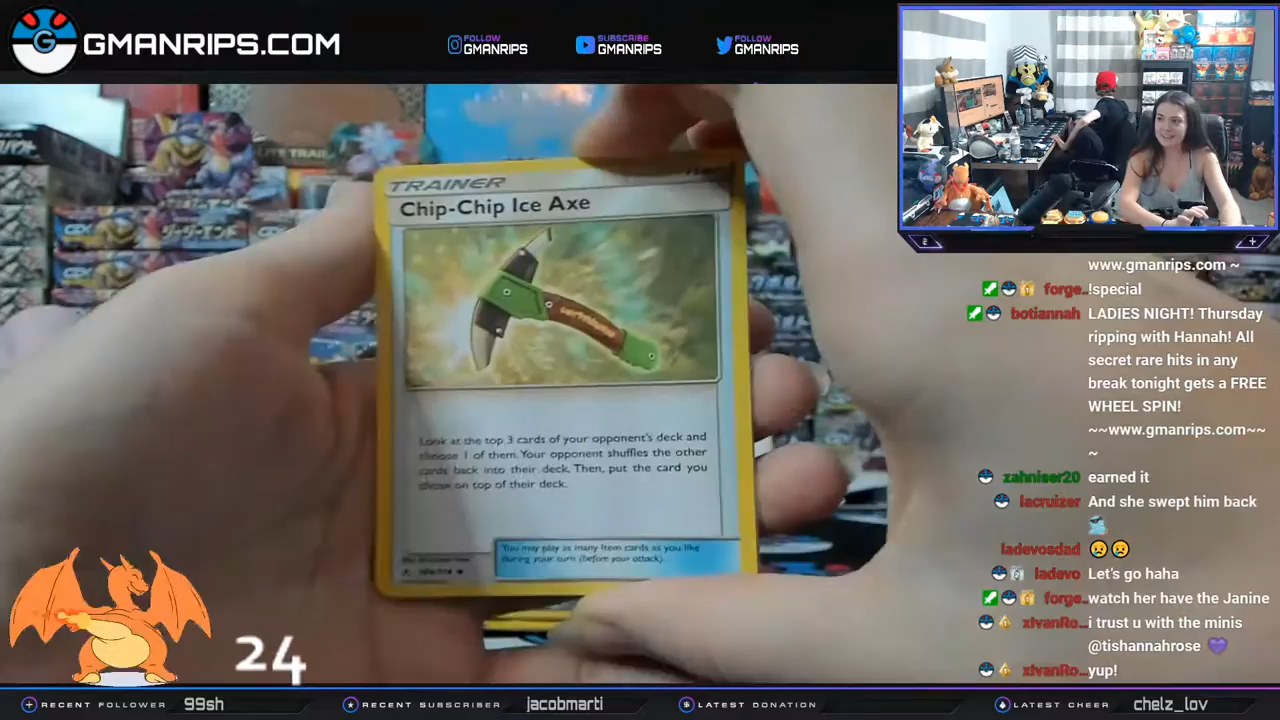 GMANRIPS.COM
FOLLOW
GMANRIPS
SUBSCRIBE
GMANRIPS
FOLLOW
GMANRIPS
TRAINER
Chip-Chip Ice Axe
Look at the top 3 cards of your opponent's deck and
choose 1 of them. Your opponent shuffles the other
cards back into their deck. Then, put the card you
chose on top of their deck.
You may play as many Item cards as you like
during your turn (before your attack).
24
www.gmanrips.com ~
forge.. !special
botiannah LADIES NIGHT! Thursday
ripping with Hannah! All
secret rare hits in any
break tonight gets a FREE
WHEEL SPIN!
~~www.gmanrips.com~~
~
zahniser20 earned it
lacruizer And she swept him back
ladevosdad
ladevo Let's go haha
forge.. watch her have the Janine
xIvanRo.. i trust u with the minis
@tishannahrose
xIvanRo.. yup!
RECENT FOLLOWER 99sh
RECENT SUBSCRIBER jacobmarti
LATEST DONATION
LATEST CHEER chelz_lov